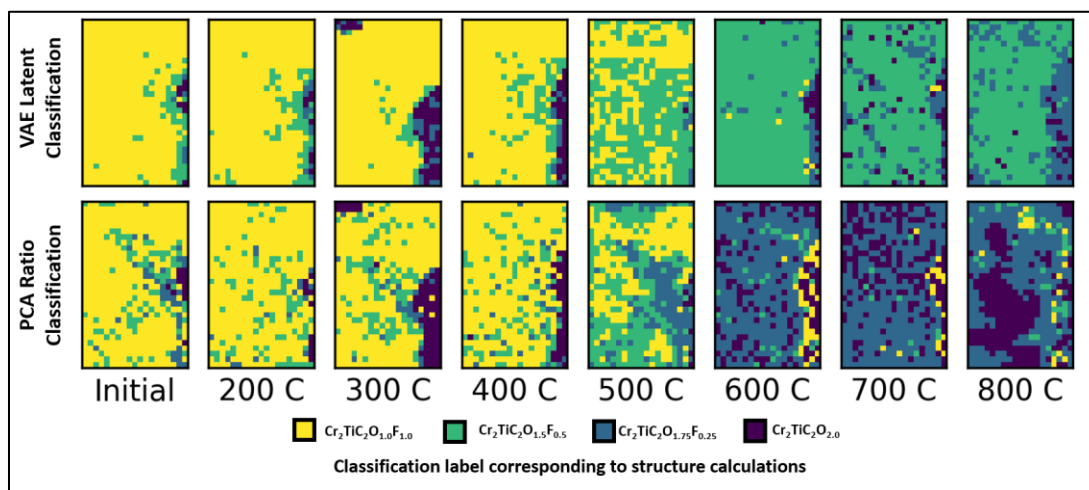 VAE Latent
Classification
PCA Ratio
Classification
Initial 200 C 300 C 400 C 500 C 600 C 700 C 800 C
Cr₂TiC₂O₁.₀F₁.₀ Cr₂TiC₂O₁.₅F₀.₅ Cr₂TiC₂O₁.₇₅F₀.₂₅ Cr₂TiC₂O₂.₀
Classification label corresponding to structure calculations